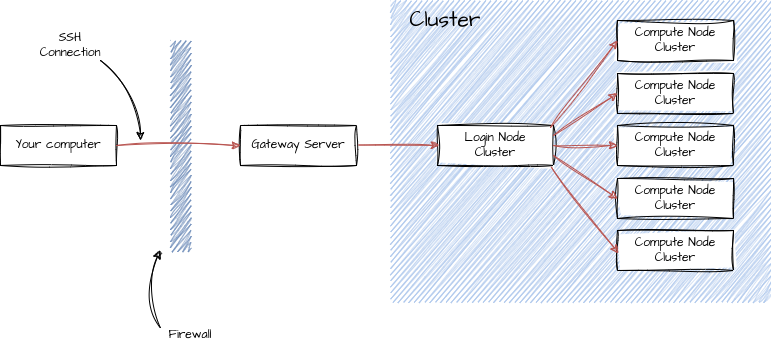 Cluster
SSH
Connection
Your computer
Gateway Server
Login Node
Cluster
Compute Node
Cluster
Compute Node
Cluster
Compute Node
Cluster
Compute Node
Cluster
Compute Node
Cluster
Firewall